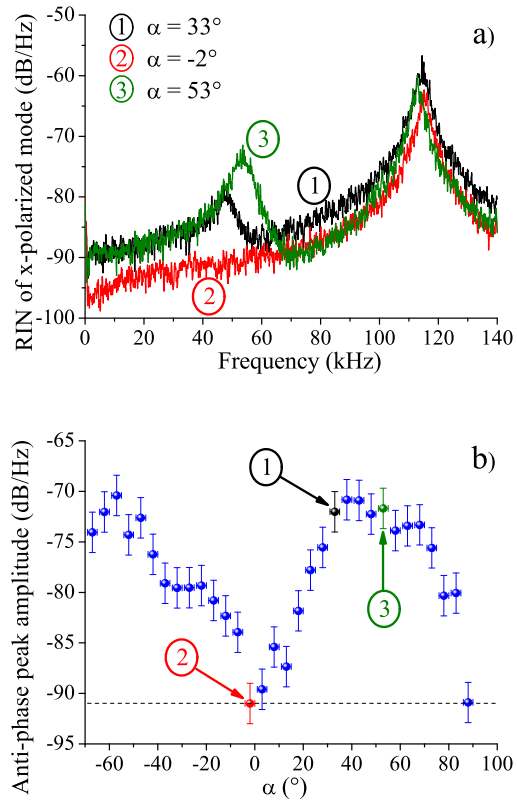 -50
-60
-70
-80
-90
-100
RIN of x-polarized mode (dB/Hz)
1 α = 33°
2 α = -2°
3 α = 53°
a)
3
1
2
0 20 40 60 80 100 120 140
Frequency (kHz)
-65
-70
-75
-80
-85
-90
-95
Anti-phase peak amplitude (dB/Hz)
b)
1
2
3
-60 -40 -20 0 20 40 60 80 100
α (°)